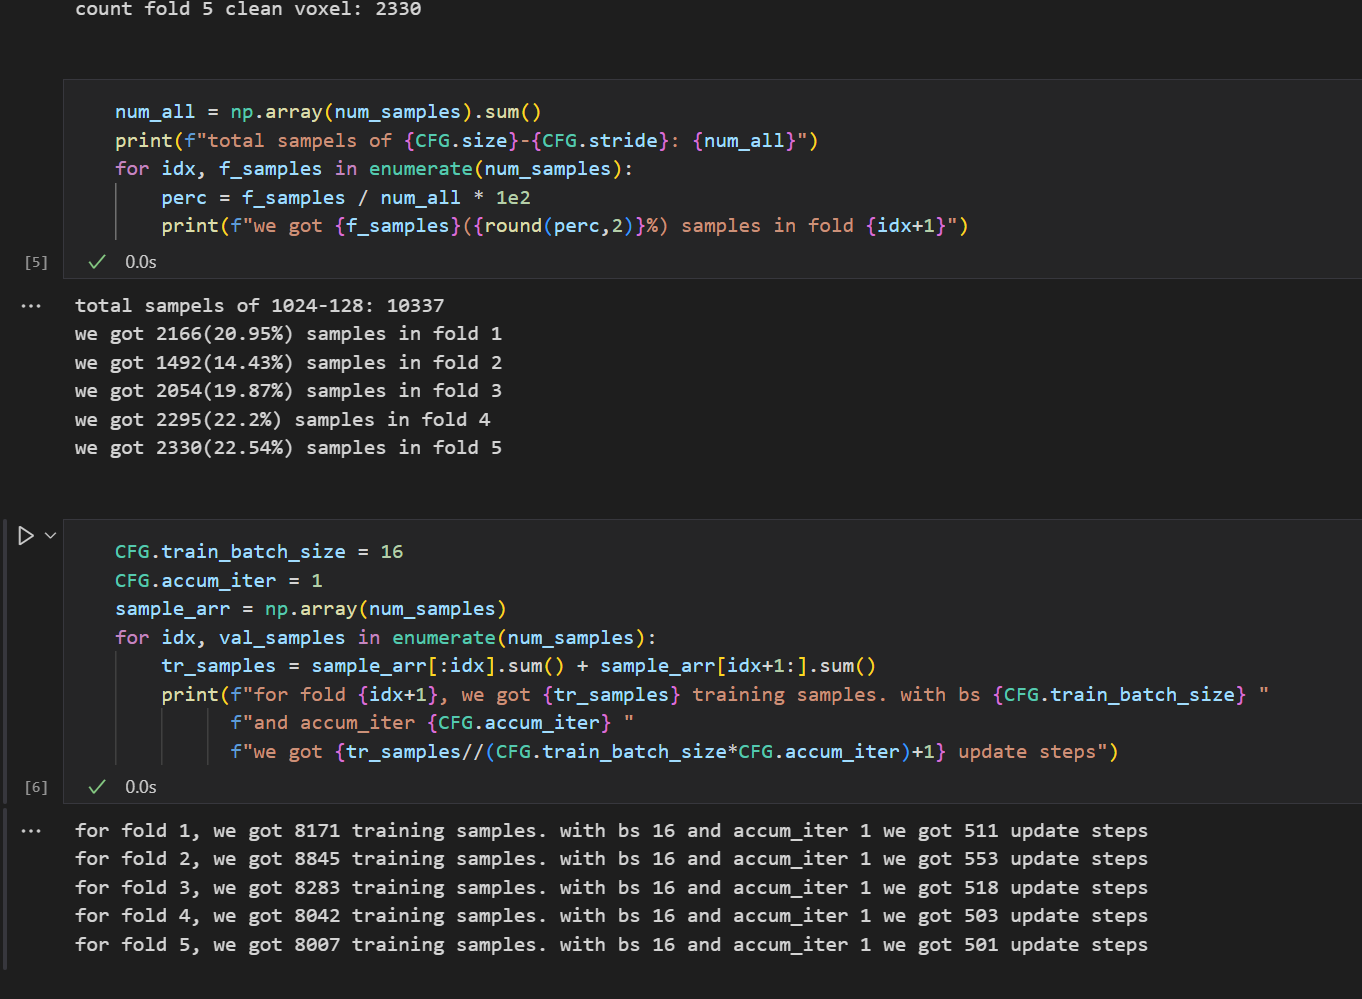 count fold 5 clean voxel: 2330
num_all = np.array(num_samples).sum()
print(f"total sampels of {CFG.size}-{CFG.stride}: {num_all}")
for idx, f_samples in enumerate(num_samples):
    perc = f_samples / num_all * 1e2
    print(f"we got {f_samples}({round(perc,2)}%) samples in fold {idx+1}")
[5] ✓ 0.0s
... total sampels of 1024-128: 10337
we got 2166(20.95%) samples in fold 1
we got 1492(14.43%) samples in fold 2
we got 2054(19.87%) samples in fold 3
we got 2295(22.2%) samples in fold 4
we got 2330(22.54%) samples in fold 5
CFG.train_batch_size = 16
CFG.accum_iter = 1
sample_arr = np.array(num_samples)
for idx, val_samples in enumerate(num_samples):
    tr_samples = sample_arr[:idx].sum() + sample_arr[idx+1:].sum()
    print(f"for fold {idx+1}, we got {tr_samples} training samples. with bs {CFG.train_batch_size} "
          f"and accum_iter {CFG.accum_iter} "
          f"we got {tr_samples//(CFG.train_batch_size*CFG.accum_iter)+1} update steps")
[6] ✓ 0.0s
... for fold 1, we got 8171 training samples. with bs 16 and accum_iter 1 we got 511 update steps
for fold 2, we got 8845 training samples. with bs 16 and accum_iter 1 we got 553 update steps
for fold 3, we got 8283 training samples. with bs 16 and accum_iter 1 we got 518 update steps
for fold 4, we got 8042 training samples. with bs 16 and accum_iter 1 we got 503 update steps
for fold 5, we got 8007 training samples. with bs 16 and accum_iter 1 we got 501 update steps